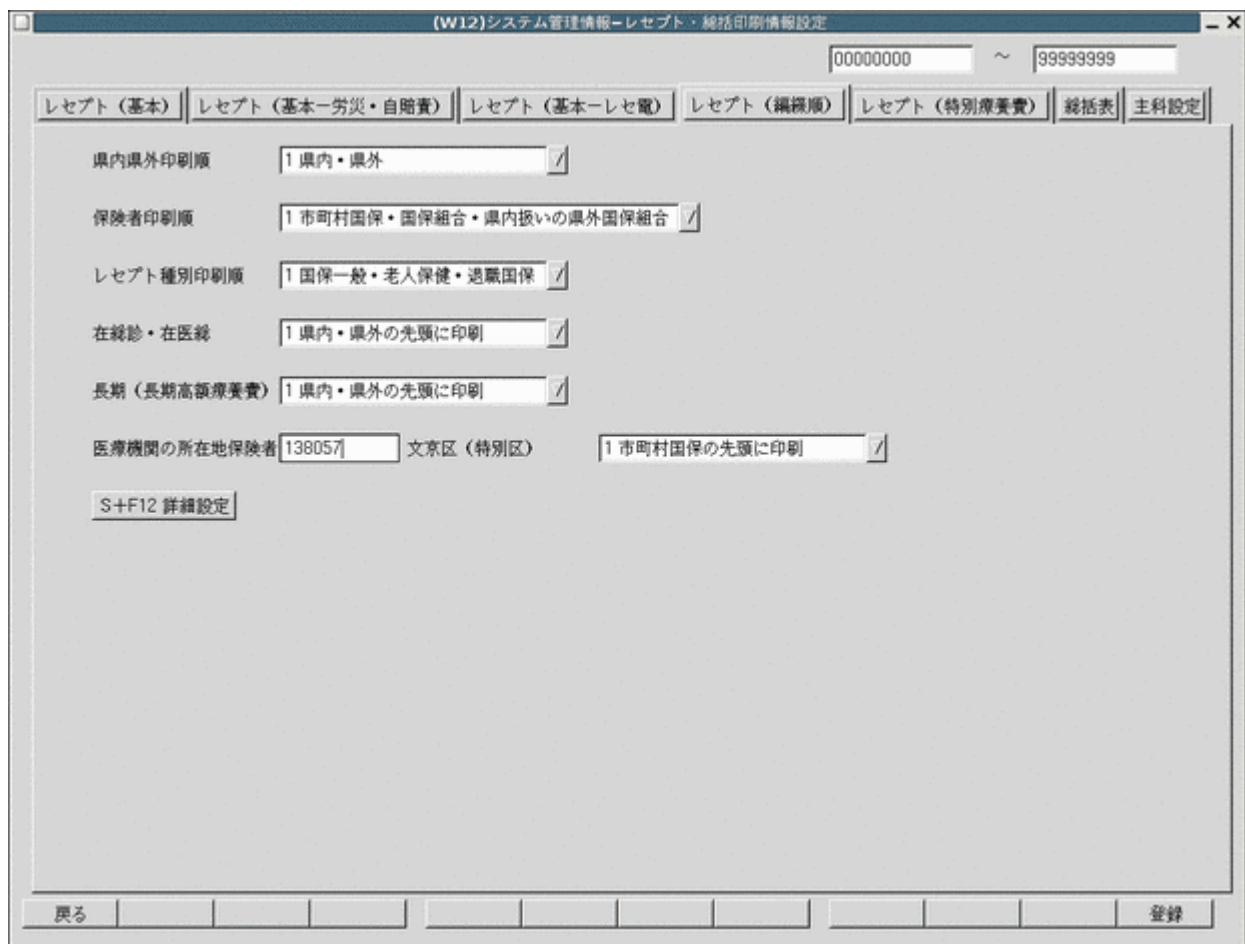 (W12)システム管理情報－レセプト・総括印刷情報設定
00000000 ～ 99999999
レセプト（基本） レセプト（基本－労災・自賠責） レセプト（基本－レセ電） レセプト（編綴順） レセプト（特別療養費） 総括表 主科設定
県内県外印刷順 1 県内・県外
保険者印刷順 1 市町村国保・国保組合・県内扱いの県外国保組合
レセプト種別印刷順 1 国保一般・老人保健・退職国保
在総診・在医総 1 県内・県外の先頭に印刷
長期（長期高額療養費） 1 県内・県外の先頭に印刷
医療機関の所在地保険者 138057 文京区（特別区） 1 市町村国保の先頭に印刷
S+F12 詳細設定
戻る 登録